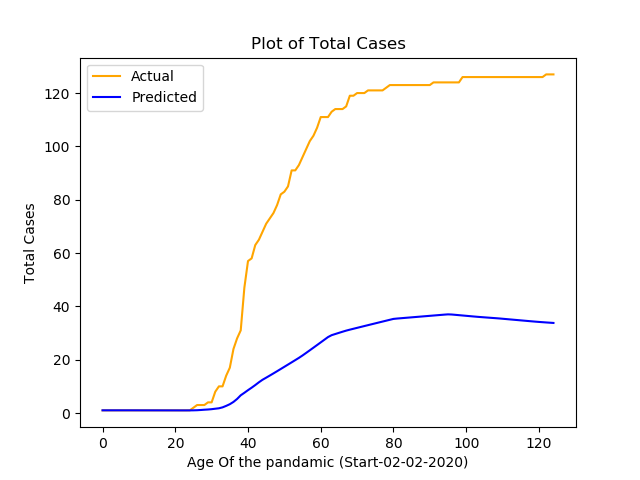 Plot of Total Cases
Actual
Predicted
120
100
80
60
40
20
0
Total Cases
0 20 40 60 80 100 120
Age Of the pandamic (Start-02-02-2020)